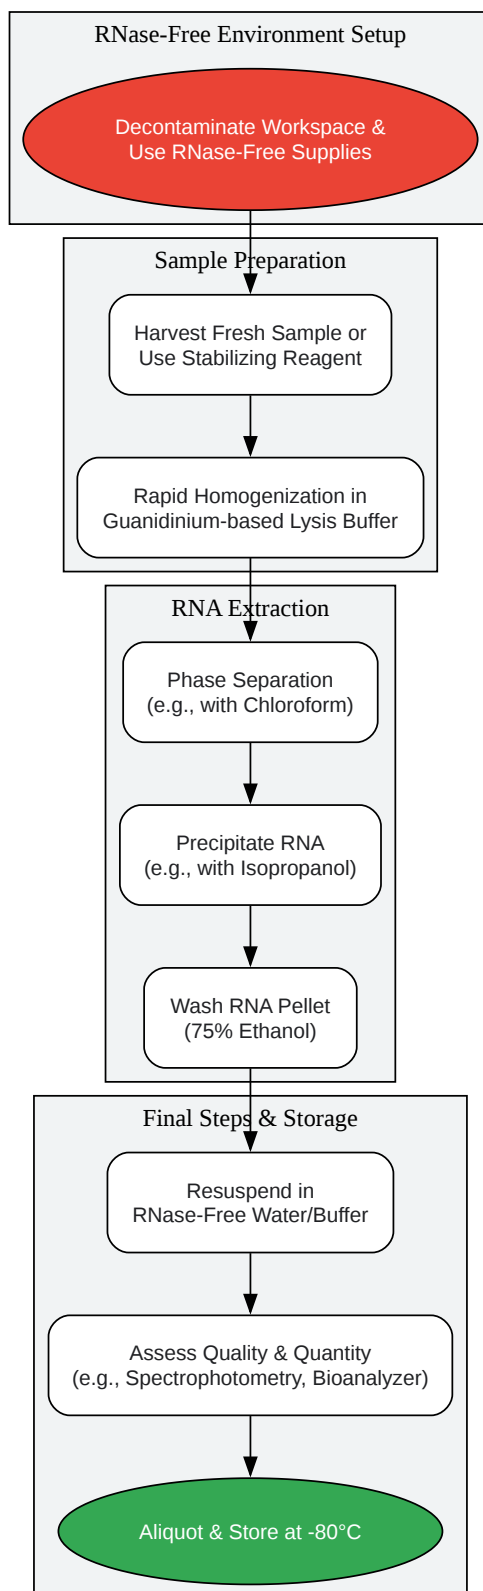 RNase-Free Environment Setup
Decontaminate Workspace &
Use RNase-Free Supplies
Sample Preparation
Harvest Fresh Sample or
Use Stabilizing Reagent
Rapid Homogenization in
Guanidinium-based Lysis Buffer
RNA Extraction
Phase Separation
(e.g., with Chloroform)
Precipitate RNA
(e.g., with Isopropanol)
Wash RNA Pellet
(75% Ethanol)
Final Steps & Storage
Resuspend in
RNase-Free Water/Buffer
Assess Quality & Quantity
(e.g., Spectrophotometry, Bioanalyzer)
Aliquot & Store at -80°C